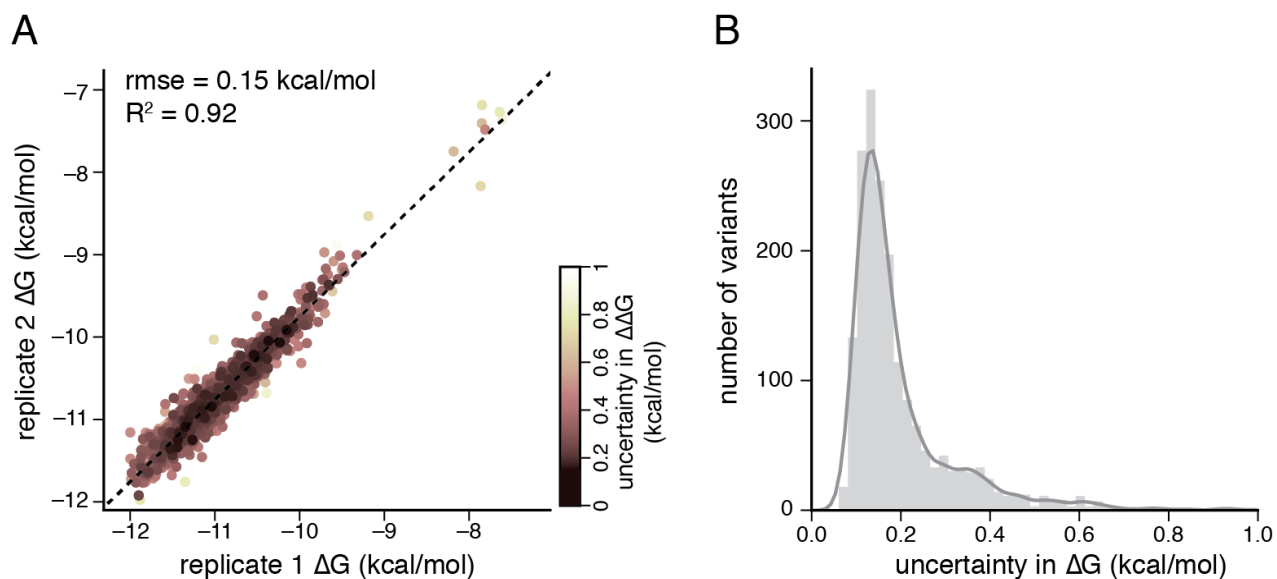 A
rmse = 0.15 kcal/mol
R² = 0.92
replicate 2 ΔG (kcal/mol)
−7
−8
−9
−10
−11
−12
−12
−11
−10
−9
−8
replicate 1 ΔG (kcal/mol)
1
0.8
0.6
0.4
0.2
0
uncertainty in ΔΔG
(kcal/mol)
B
number of variants
300
200
100
0
0.0
0.2
0.4
0.6
0.8
1.0
uncertainty in ΔG (kcal/mol)